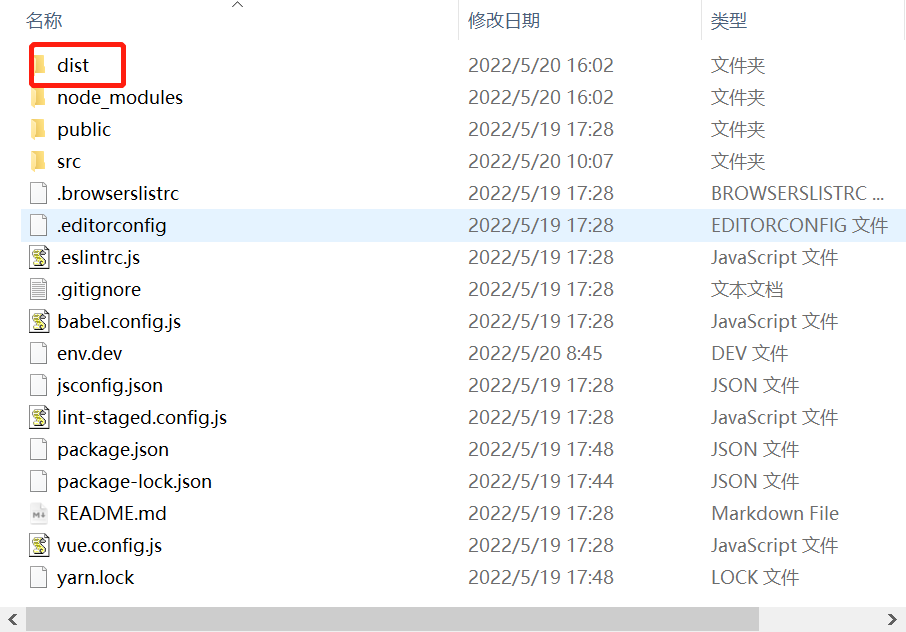 名称 修改日期 类型
dist 2022/5/20 16:02 文件夹
node_modules 2022/5/20 16:02 文件夹
public 2022/5/19 17:28 文件夹
src 2022/5/20 10:07 文件夹
.browserslistrc 2022/5/19 17:28 BROWSERSLISTRC ...
.editorconfig 2022/5/19 17:28 EDITORCONFIG 文件
.eslintrc.js 2022/5/19 17:28 JavaScript 文件
.gitignore 2022/5/19 17:28 文本文档
babel.config.js 2022/5/19 17:28 JavaScript 文件
env.dev 2022/5/20 8:45 DEV 文件
jsconfig.json 2022/5/19 17:28 JSON 文件
lint-staged.config.js 2022/5/19 17:28 JavaScript 文件
package.json 2022/5/19 17:48 JSON 文件
package-lock.json 2022/5/19 17:44 JSON 文件
README.md 2022/5/19 17:28 Markdown File
vue.config.js 2022/5/19 17:28 JavaScript 文件
yarn.lock 2022/5/19 17:48 LOCK 文件